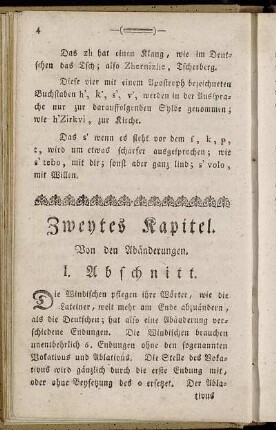 4
Das zh hat einen Klang, wie im Deut-
schen das Tsch; also Zhernizhe, Tscherberg.
Diese vier mit einem Apostroph bezeichneten
Buchstaben h', k', s', v', werden in der Ausspra-
che nur zur darauffolgenden Sylbe genommen;
wie h'Zirkvi, zur Kirche.
Das s' wenn es steht vor dem f, k, p,
t, wird um etwas schärfer ausgesprochen; wie
s'tebo, mit dir; sonst aber ganz lind; s'volo,
mit Willen.
Zweytes Kapitel.
Von den Abänderungen.
I. Abschnitt.
Die Windischen pflegen ihre Wörter, wie die
Lateiner, weit mehr am Ende abzuändern,
als die Deutschen; hat also eine Abänderung ver-
schiedene Endungen. Die Windischen brauchen
unentbehrlich 6. Endungen ohne den sogenannten
Vokativus und Ablativus. Die Stelle des Voka-
tivus wird gänzlich durch die erste Endung mit,
oder ohne Beysetzung des o ersetzet. Der Abla-
tivus